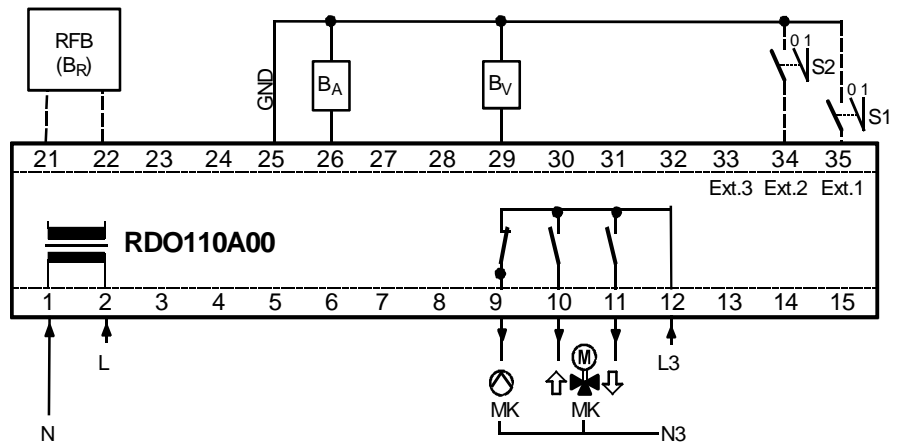 RFB
(BR)
GND
BA
BV
0 1
S2
0 1
S1
21 22 23 24 25 26 27 28 29 30 31 32 33 34 35
Ext.3 Ext.2 Ext.1
RDO110A00
1 2 3 4 5 6 7 8 9 10 11 12 13 14 15
L
M
L3
MK MK
N
N3